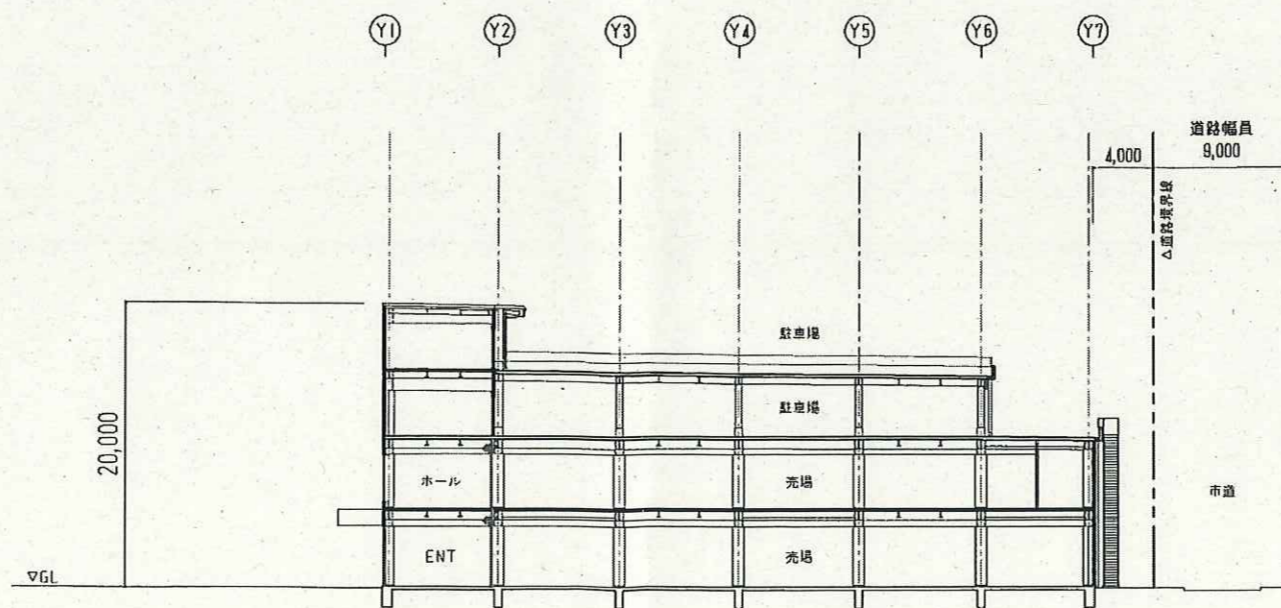 Y1 Y2 Y3 Y4 Y5 Y6 Y7
道路幅員
4,000 9,000
△道路境界線
駐車場
駐車場
20,000
ホール 売場
市道
ENT 売場
▽GL